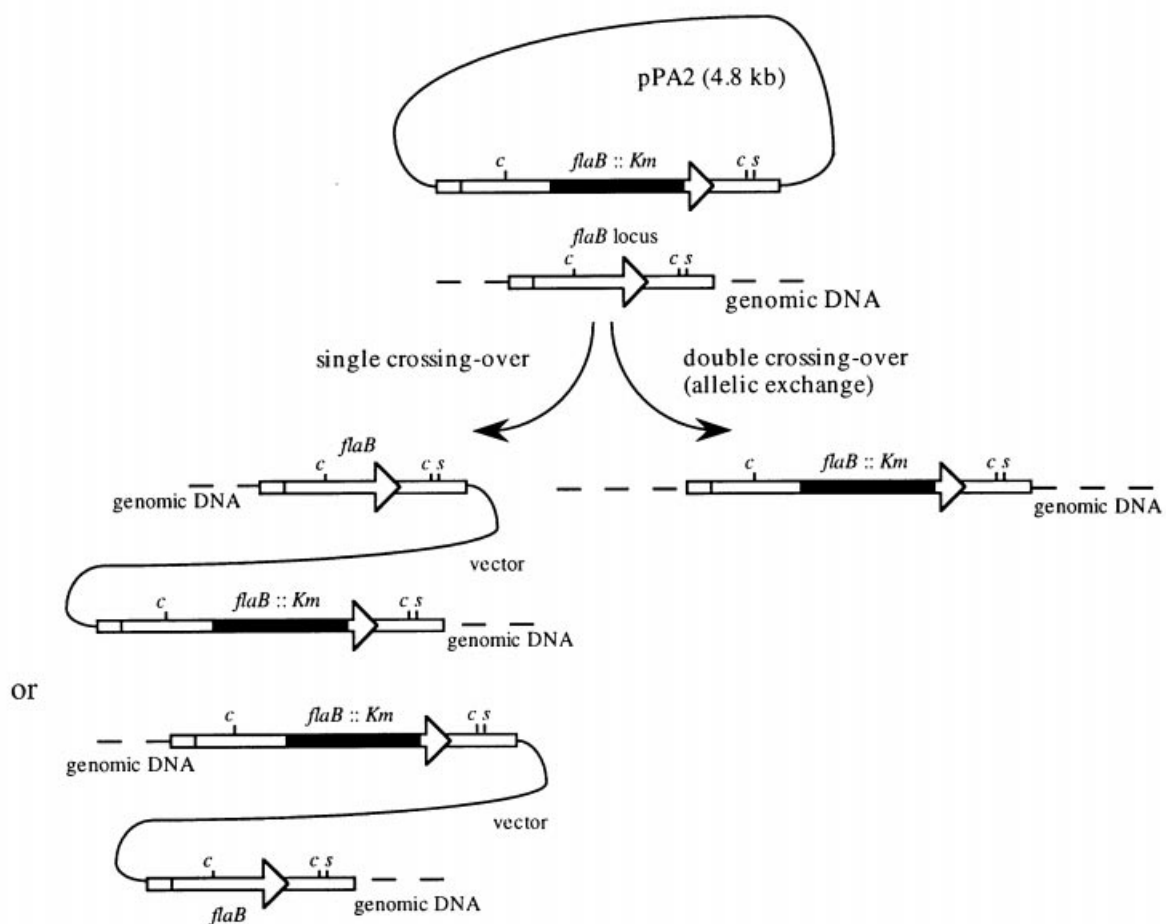 pPA2 (4.8 kb)
c flaB :: Km c s
flaB locus
c c s
genomic DNA
single crossing-over
double crossing-over
(allelic exchange)
flaB
c c s
genomic DNA
vector
c flaB :: Km c s
genomic DNA
c flaB :: Km c s
genomic DNA
or
c flaB :: Km c s
genomic DNA
vector
c c s
flaB
genomic DNA